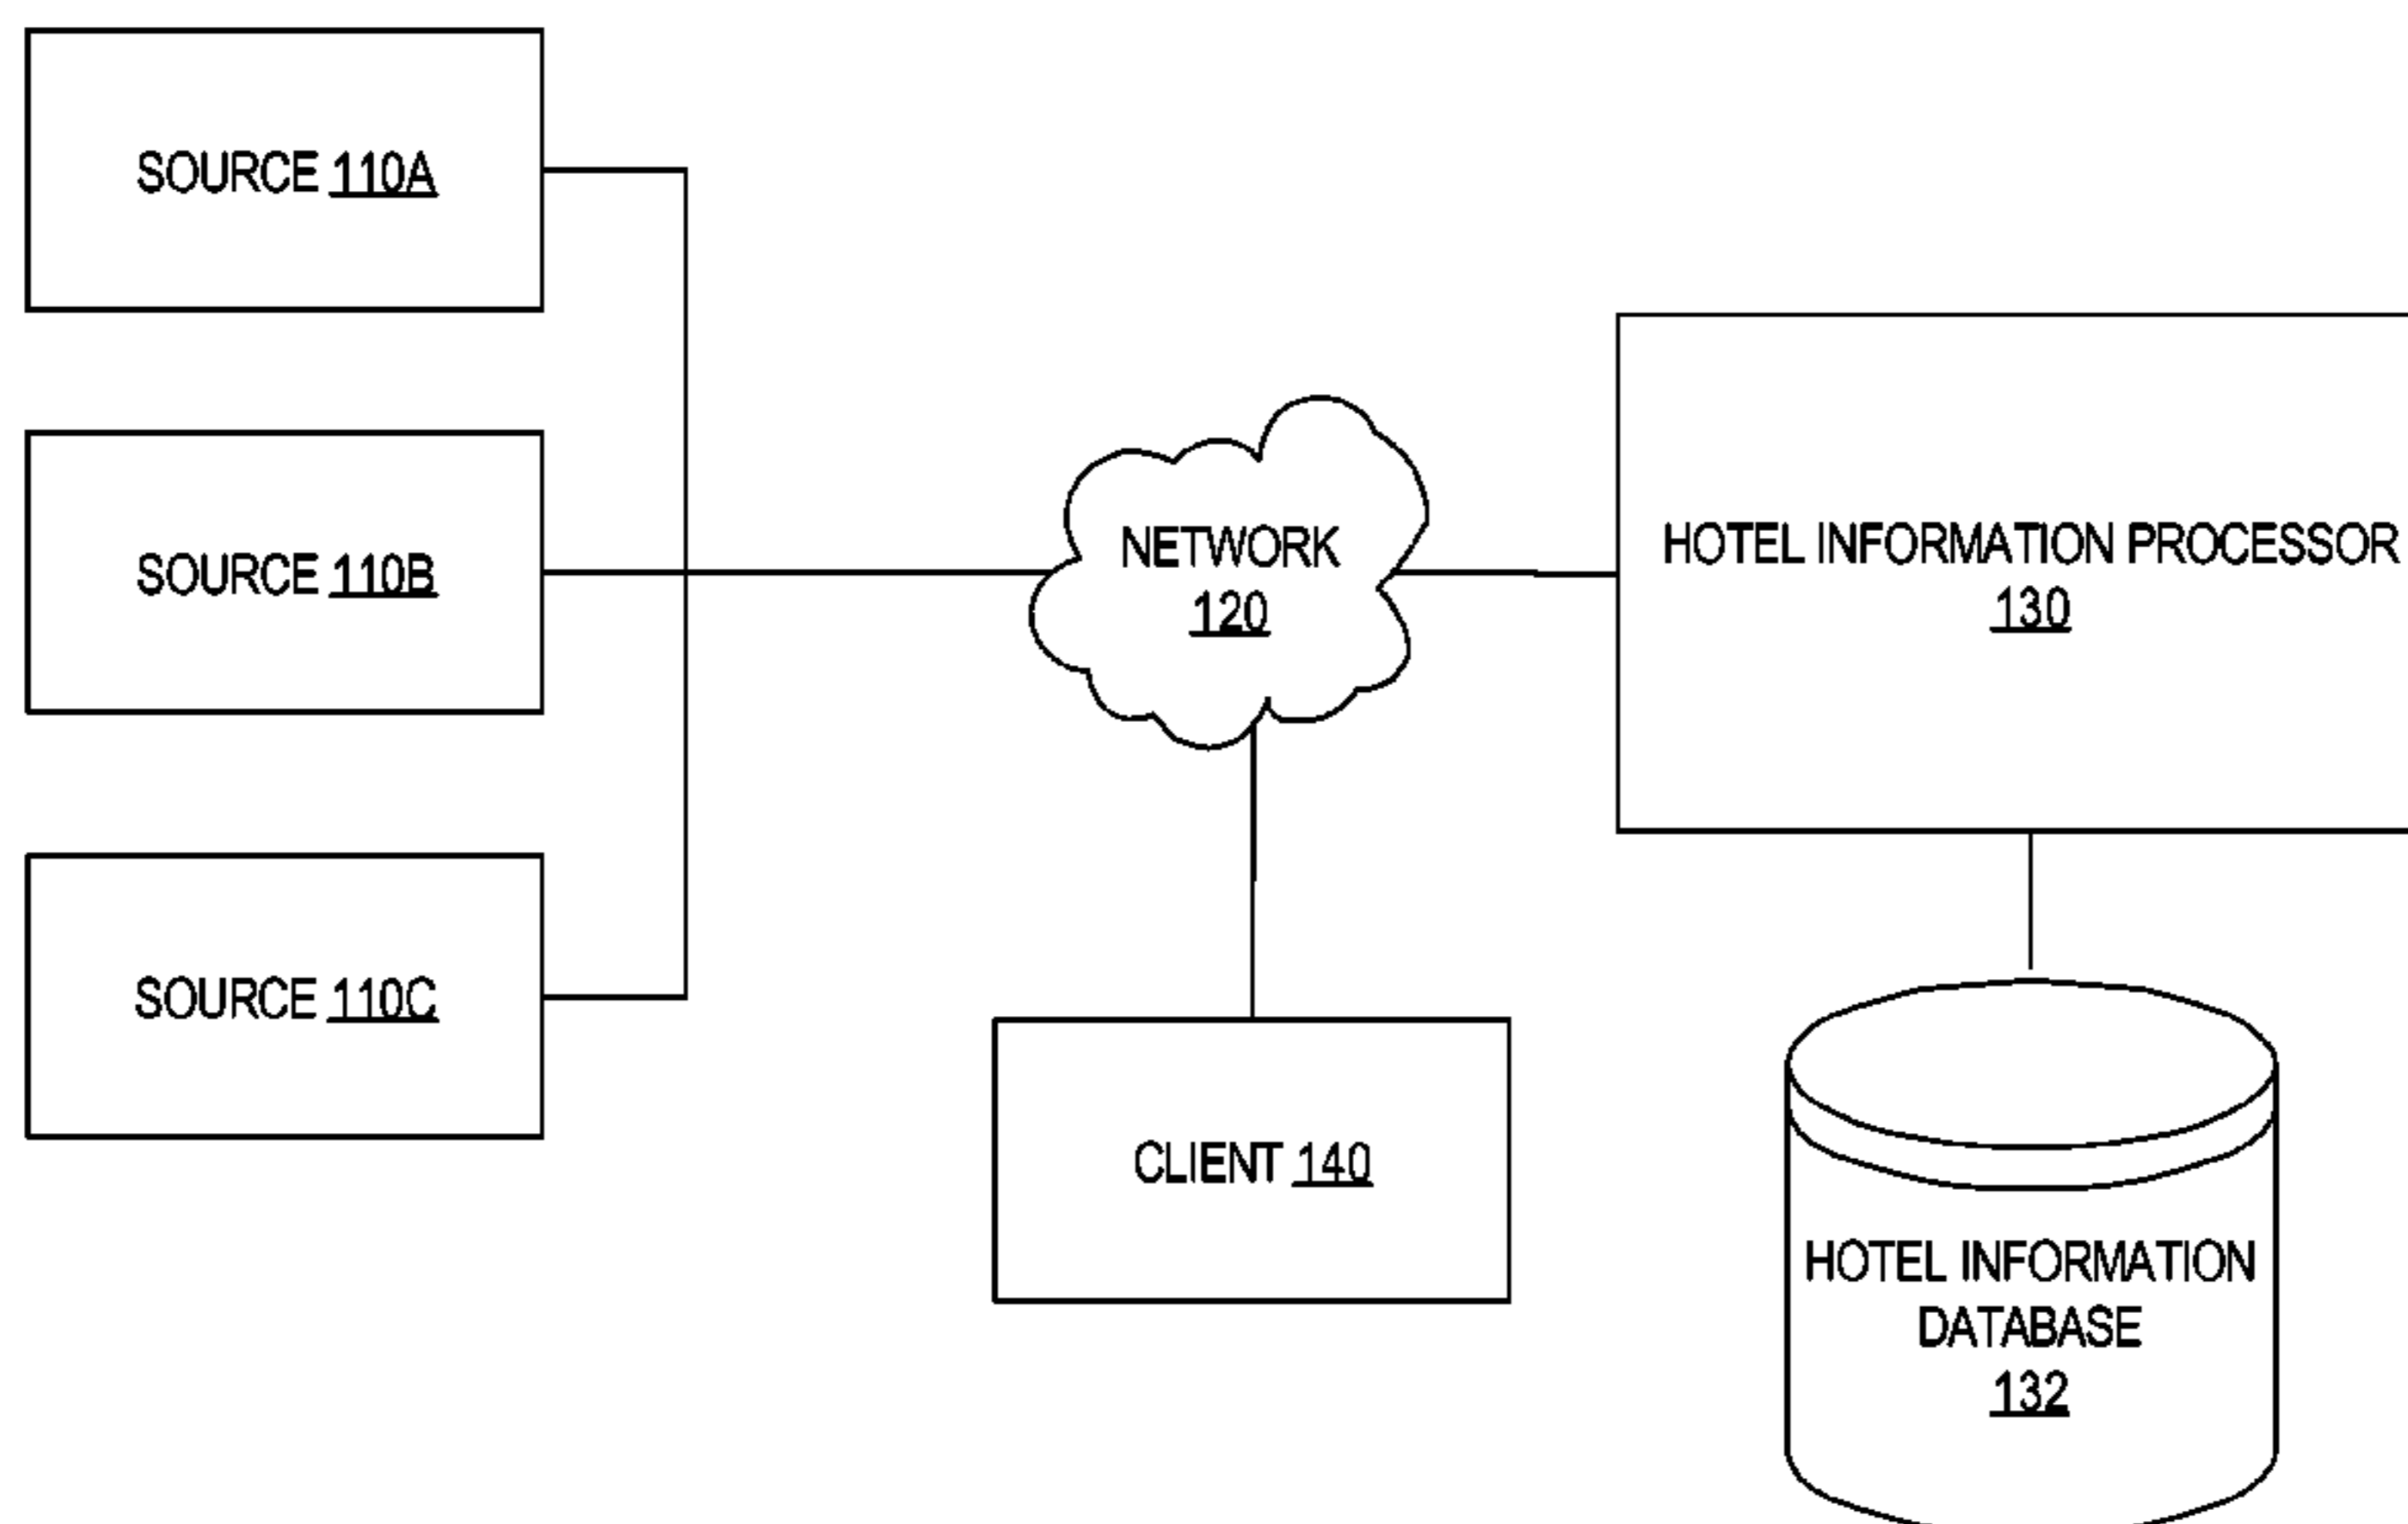 SOURCE 110A
SOURCE 110B
SOURCE 110C
NETWORK
120
HOTEL INFORMATION PROCESSOR
130
CLIENT 140
HOTEL INFORMATION
DATABASE
132